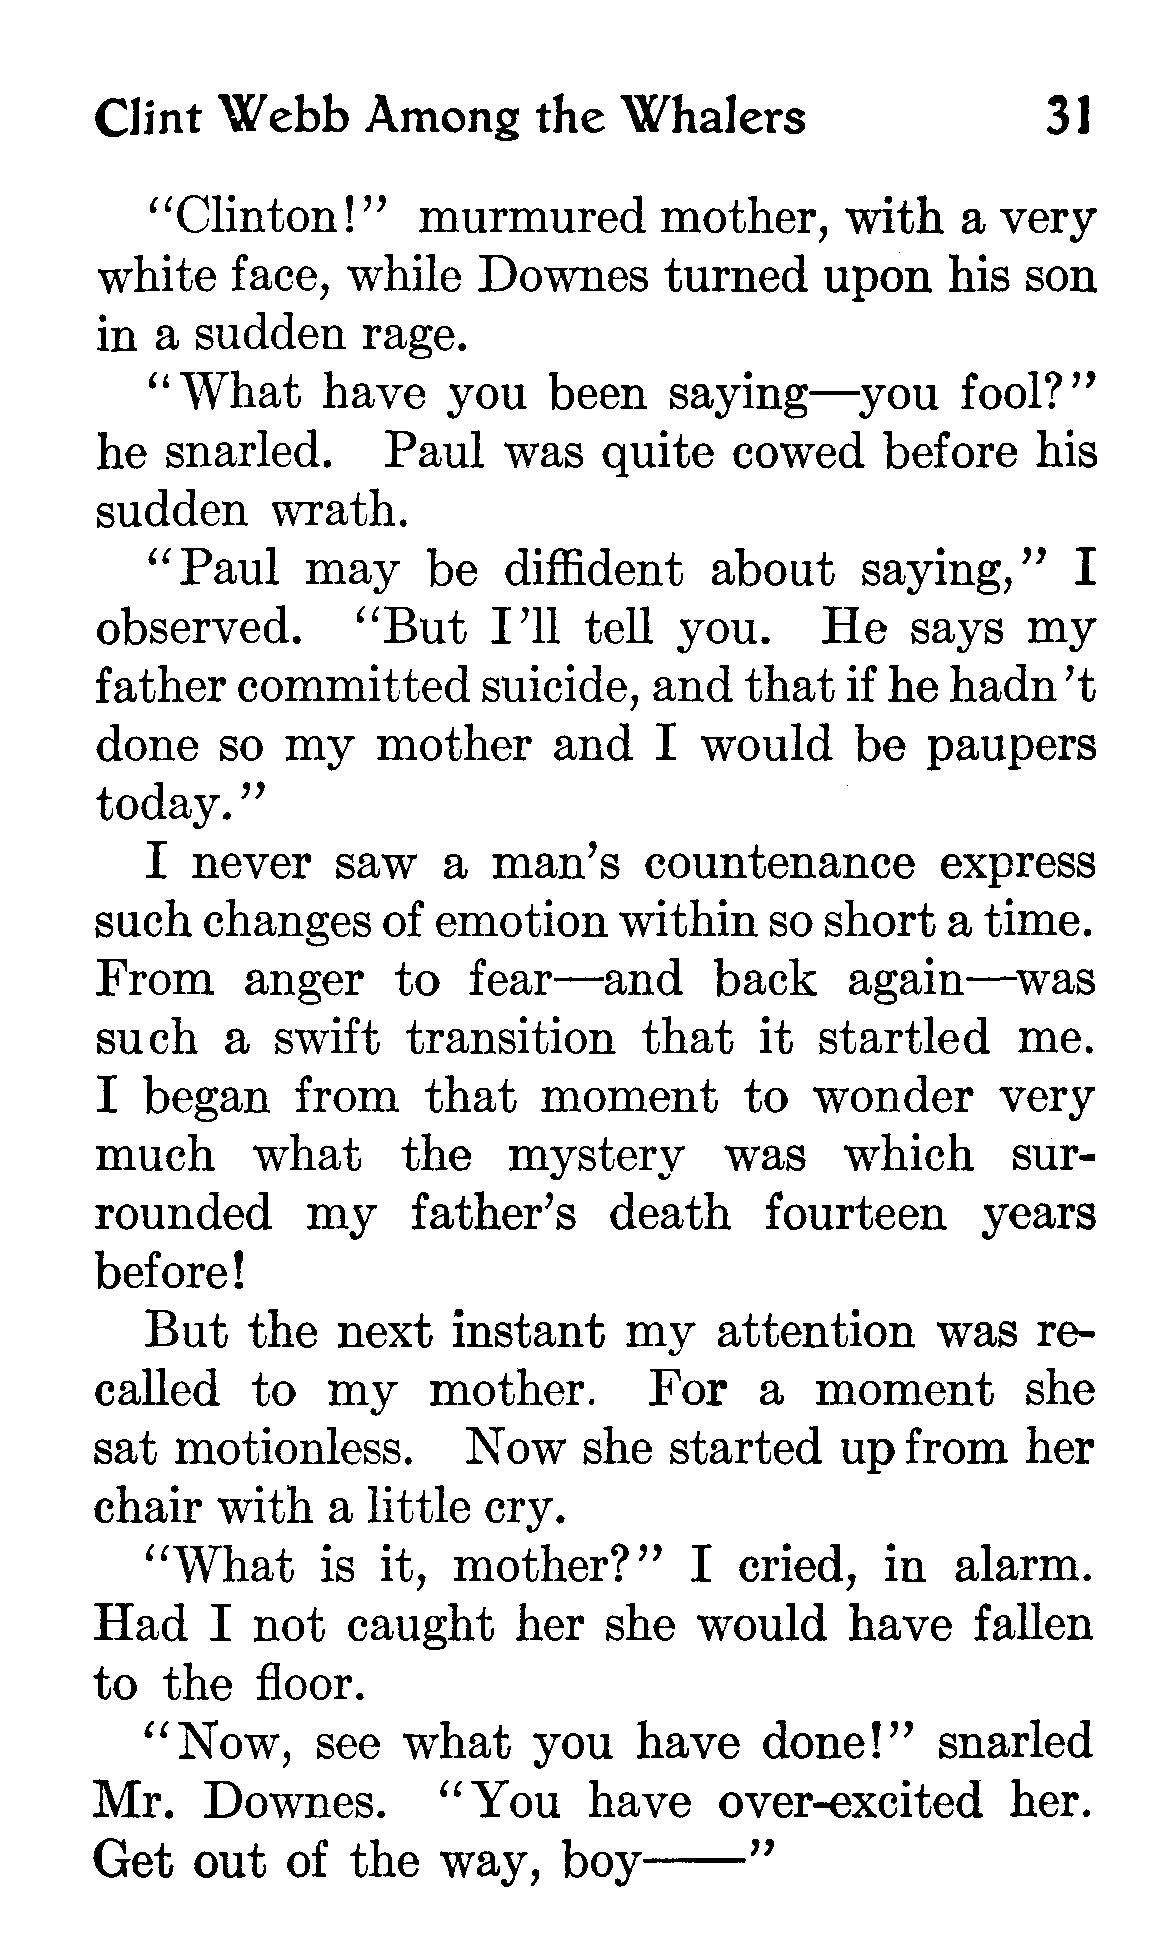 Clint Webb Among the Whalers 31
"Clinton!" murmured mother, with a very
white face, while Downes turned upon his son
in a sudden rage.
"What have you been saying—you fool?"
he snarled. Paul was quite cowed before his
sudden wrath.
"Paul may be diffident about saying," I
observed. "But I'll tell you. He says my
father committed suicide, and that if he hadn't
done so my mother and I would be paupers
today."
I never saw a man's countenance express
such changes of emotion within so short a time.
From anger to fear—and back again—was
such a swift transition that it startled me.
I began from that moment to wonder very
much what the mystery was which sur-
rounded my father's death fourteen years
before!
But the next instant my attention was re-
called to my mother. For a moment she
sat motionless. Now she started up from her
chair with a little cry.
"What is it, mother?" I cried, in alarm.
Had I not caught her she would have fallen
to the floor.
"Now, see what you have done!" snarled
Mr. Downes. "You have over-excited her.
Get out of the way, boy——"